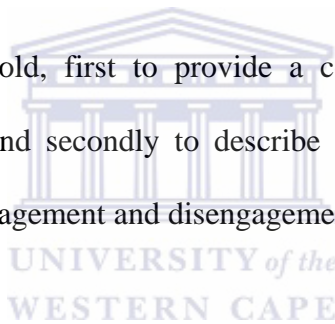 old, first to provide a c
nd secondly to describe
agement and disengageme
UNIVERSITY of the
WESTERN CAPE